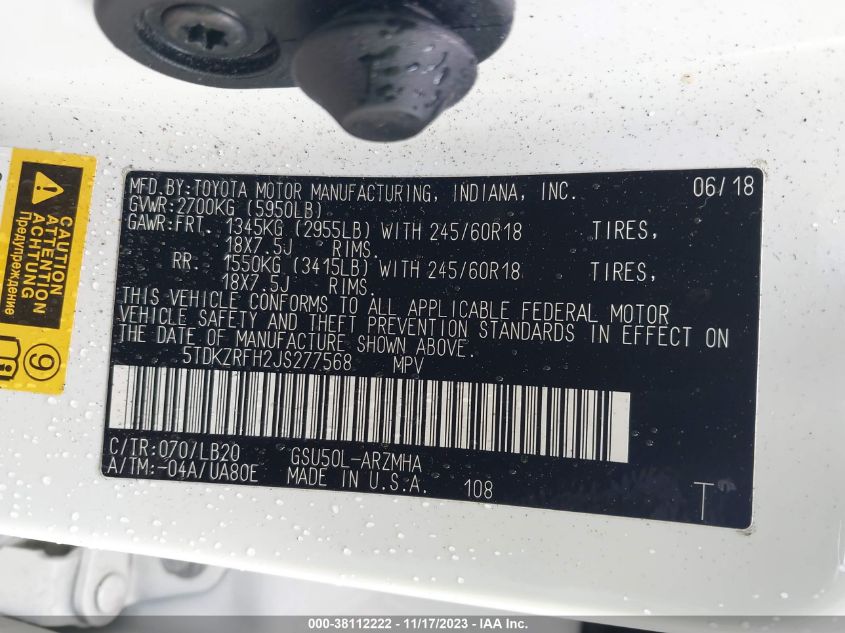 CAUTION
ATTENTION
ACHTUNG
Предупреждение
9
MFD.BY:TOYOTA MOTOR MANUFACTURING, INDIANA, INC. 06/18
GVWR:2700KG (5950LB)
GAWR:FRT. 1345KG (2955LB) WITH 245/60R18 TIRES,
18X7.5J RIMS.
RR. 1550KG (3415LB) WITH 245/60R18 TIRES,
18X7.5J RIMS.
THIS VEHICLE CONFORMS TO ALL APPLICABLE FEDERAL MOTOR
VEHICLE SAFETY AND THEFT PREVENTION STANDARDS IN EFFECT ON
THE DATE OF MANUFACTURE SHOWN ABOVE.
5TDKZRFH2JS277568 MPV
C/TR:070/LB20 GSU50L-ARZMHA
A/TM:-04A/UA80E MADE IN U.S.A. 108
T
000-38112222 - 11/17/2023 - IAA Inc.